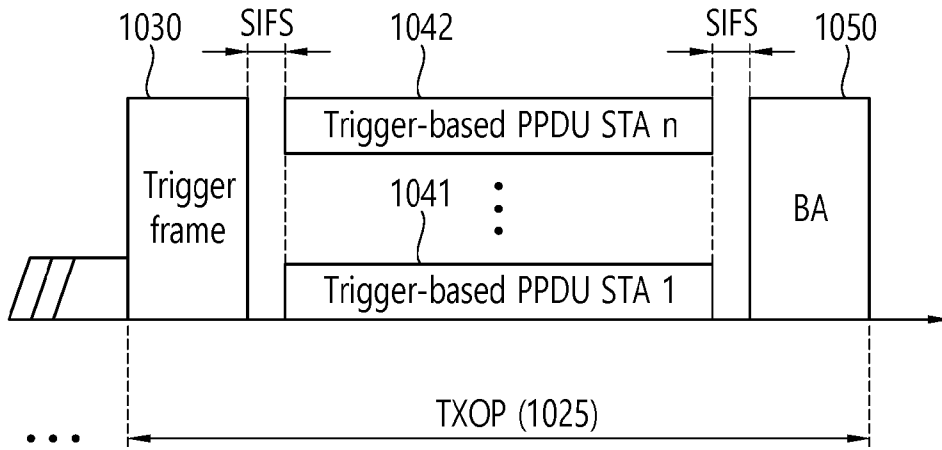 SIFS
SIFS
1030
1042
1050
Trigger-based PPDU STA n
Trigger
frame
1041
BA
Trigger-based PPDU STA 1
TXOP (1025)